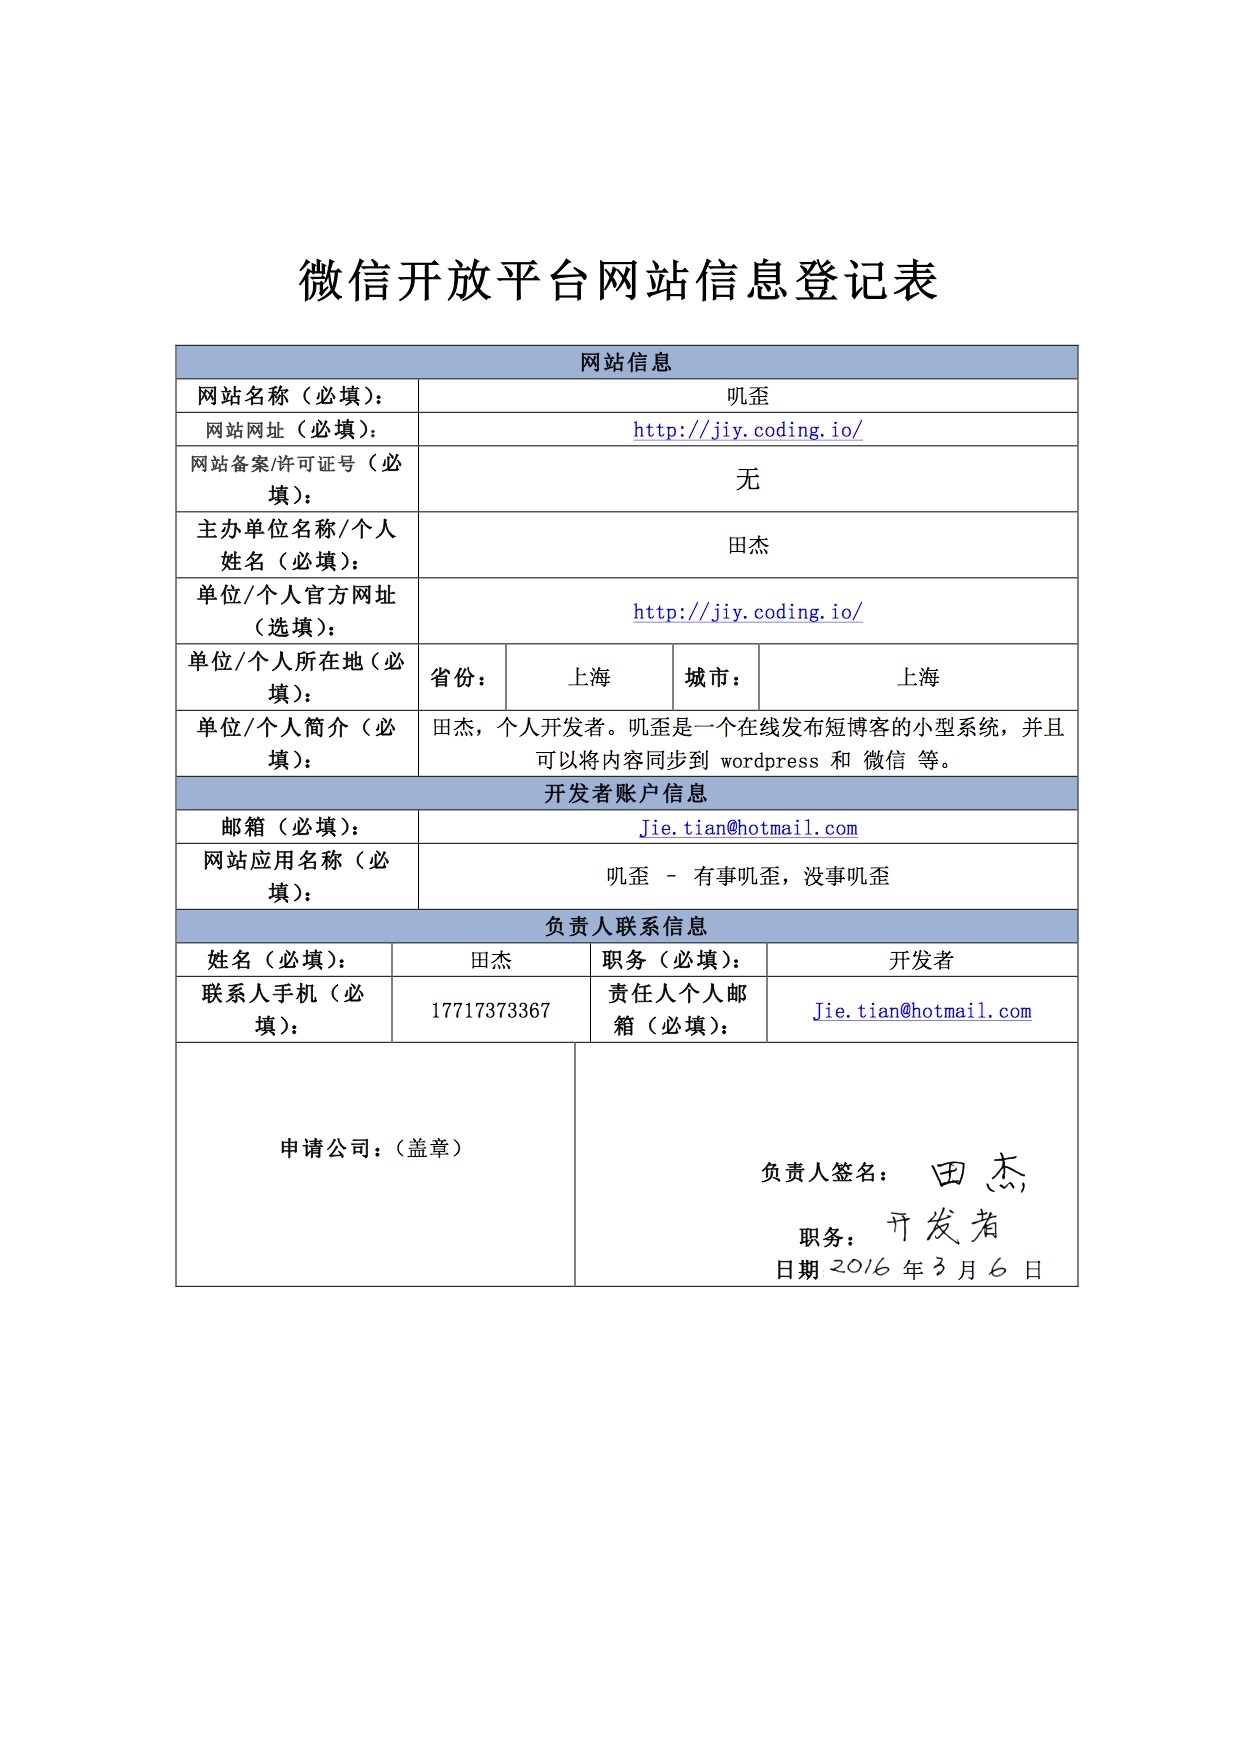 微信开放平台网站信息登记表
网站信息
网站名称（必填）： 叽歪
网站网址（必填）： http://jiy.coding.io/
网站备案/许可证号（必
填）：
无
主办单位名称/个人
姓名（必填）：
田杰
单位/个人官方网址
（选填）：
http://jiy.coding.io/
单位/个人所在地（必
填）：
省份： 上海 城市： 上海
单位/个人简介（必
填）：
田杰，个人开发者。叽歪是一个在线发布短博客的小型系统，并且
可以将内容同步到 wordpress 和 微信 等。
开发者账户信息
邮箱（必填）： Jie.tian@hotmail.com
网站应用名称（必
填）：
叽歪 – 有事叽歪，没事叽歪
负责人联系信息
姓名（必填）： 田杰 职务（必填）： 开发者
联系人手机（必
填）：
17717373367
责任人个人邮
箱（必填）：
Jie.tian@hotmail.com
申请公司：（盖章）
负责人签名： 田杰
职务： 开发者
日期 2016 年 3 月 6 日